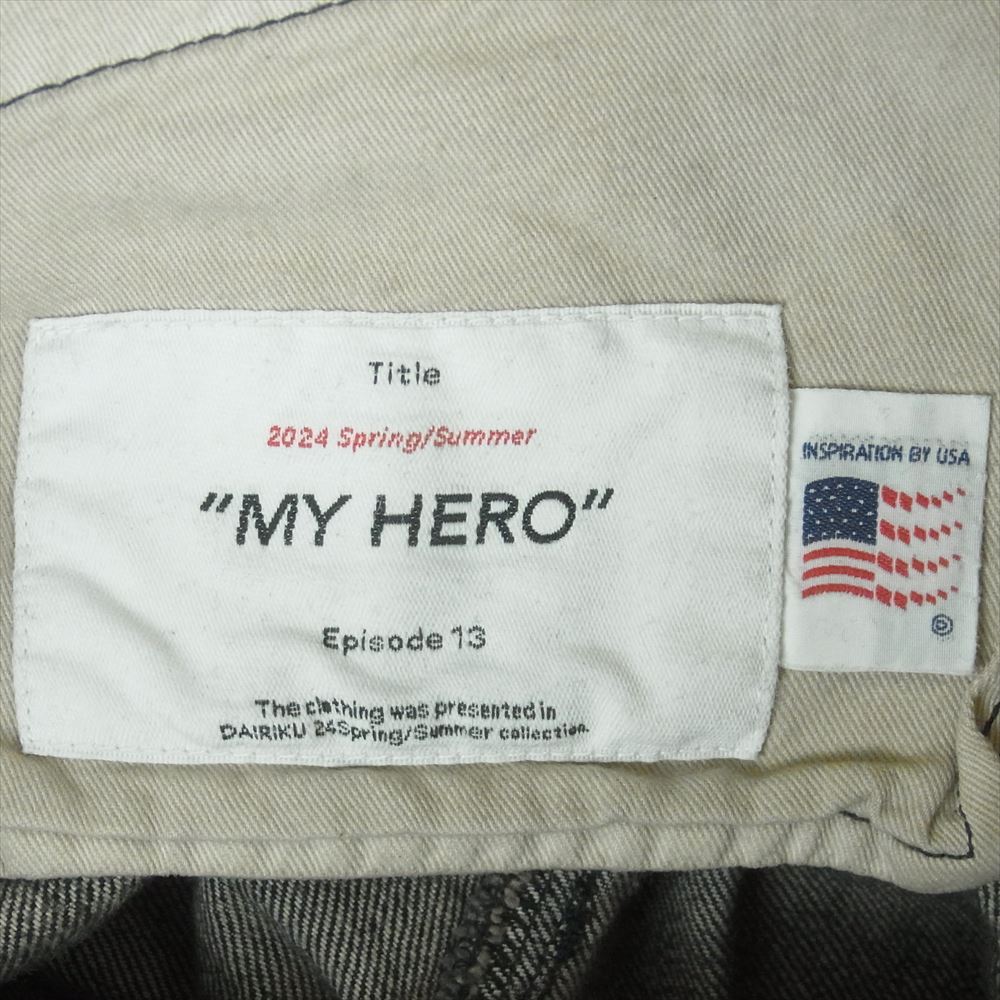 Title
2024 Spring/Summer
"MY HERO"
Episode 13
The clothing was presented in
DAIRIKU 24Spring/Summer collection.
INSPIRATION BY USA